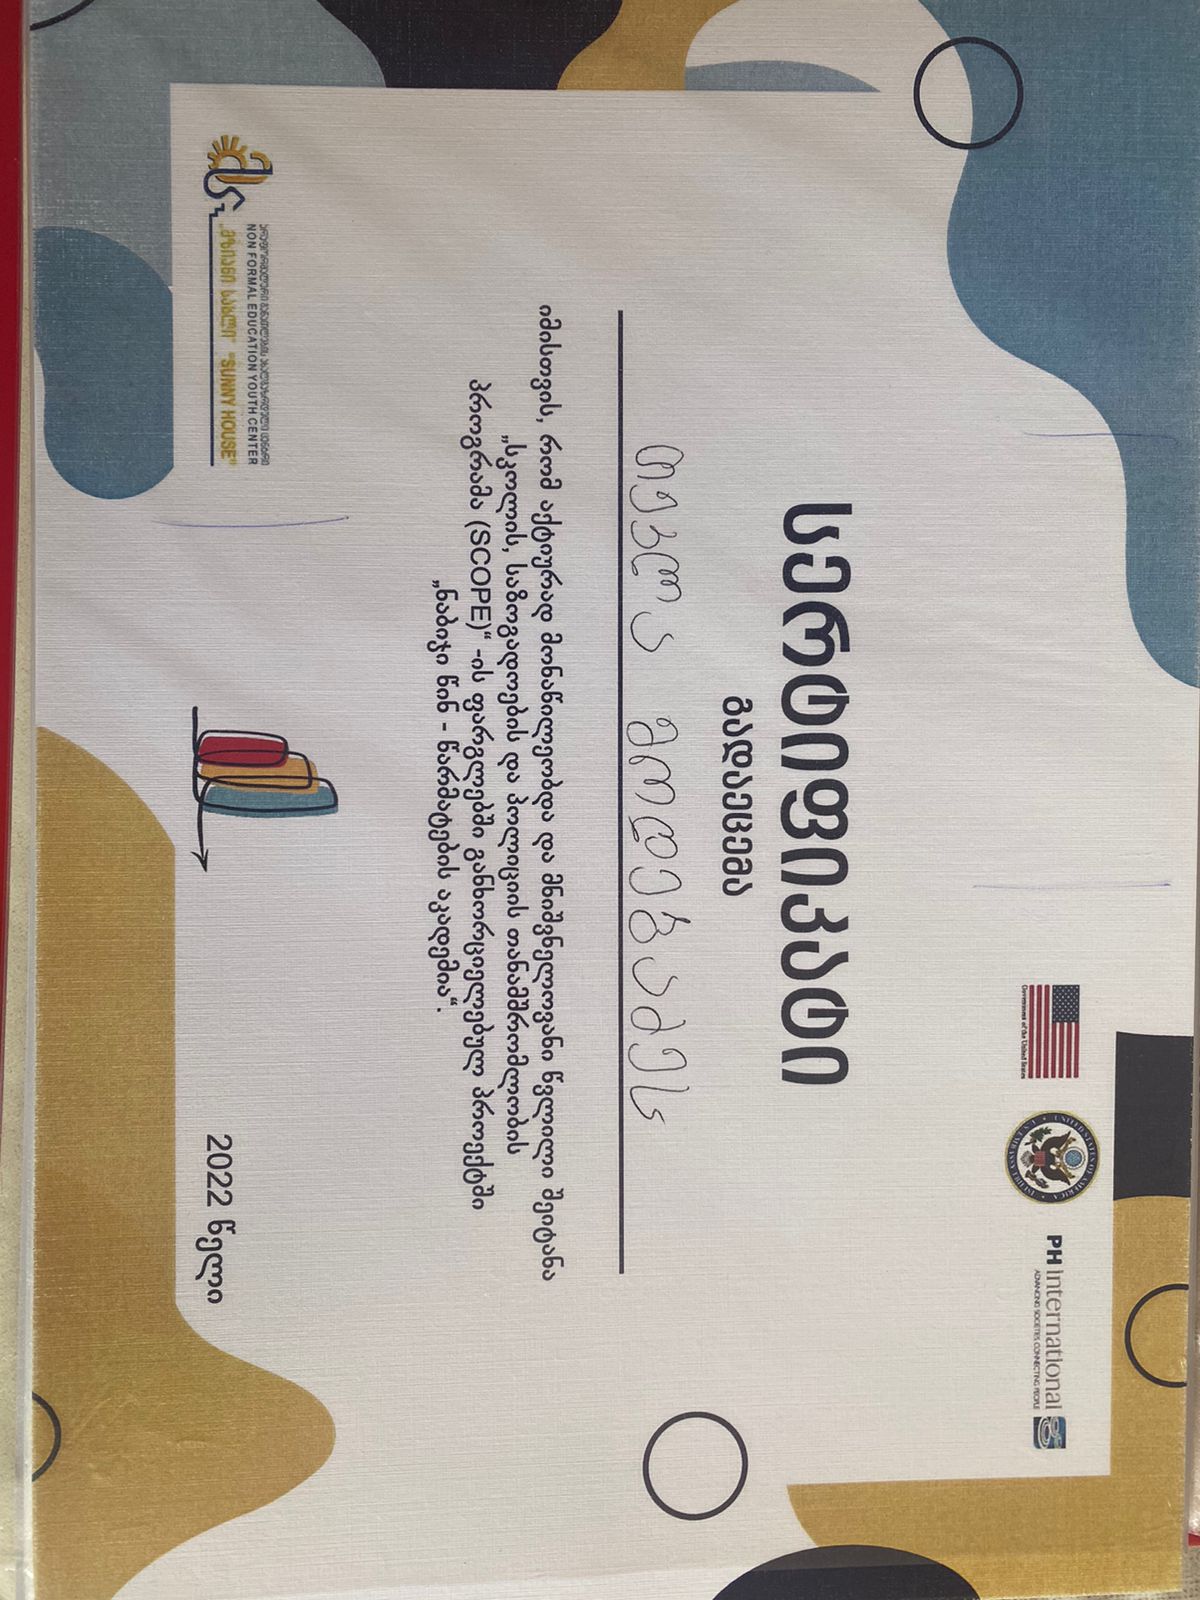 Government of the United States
UNITED STATES OF AMERICA
U.S. EMBASSY TBILISI
PH International
ADVANCING SOCIETIES, CONNECTING PEOPLE
სერტიფიკატი
გადაეცემა
თეკლა მოდებაძეს
იმისთვის, რომ აქტიურად მონაწილეობდა და მნიშვნელოვანი წვლილი შეიტანა
„სკოლის, საზოგადოების და პოლიციის თანამშრომლობის
პროგრამა (SCOPE)“ -ის ფარგლებში განხორციელებულ პროექტში
„ნაბიჯი წინ - წარმატების აკადემია“.
არაფორმალური განათლების ახალგაზრდული ცენტრი
NON FORMAL EDUCATION YOUTH CENTER
„მზიანი სახლი“ “SUNNY HOUSE”
2022 წელი